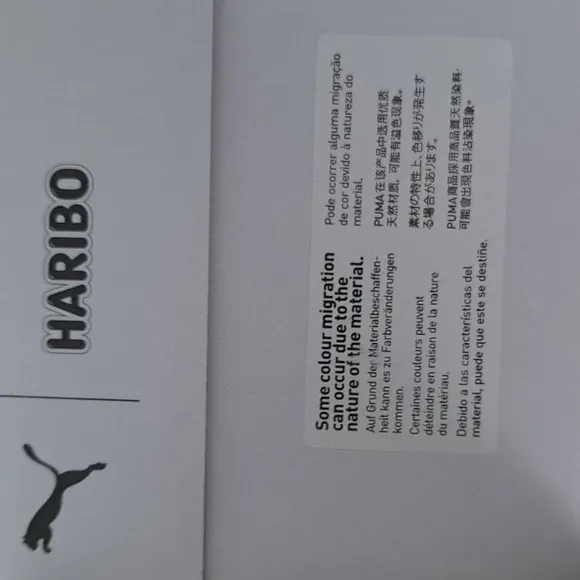 HARIBO
Some colour migration
can occur due to the
nature of the material.
Auf Grund der Materialbeschaffen-
heit kann es zu Farbveränderungen
kommen.
Certaines couleurs peuvent
déteindre en raison de la nature
du matériau.
Debido a las características del
material, puede que este se destiñe.
Pode ocorrer alguma migração
de cor devido à natureza do
material.
PUMA 在该产品中选用优质
天然材质，可能有溢色现象。
素材の特性上、色移りが発生す
る場合があります。
PUMA商品採用高品質天然染料，
可能會出現色料沾染現象。